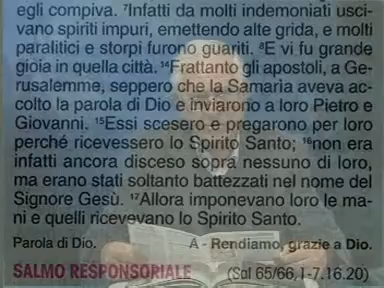 egli compiva. ⁷Infatti da molti indemoniati usci-
vano spiriti impuri, emettendo alte grida, e molti
paralitici e storpi furono guariti. ⁸E vi fu grande
gioia in quella città. ¹⁴Frattanto gli apostoli, a Ge-
rusalemme, seppero che la Samarìa aveva ac-
colto la parola di Dio e inviarono a loro Pietro e
Giovanni. ¹⁵Essi scesero e pregarono per loro
perché ricevessero lo Spirito Santo; ¹⁶non era
infatti ancora disceso sopra nessuno di loro,
ma erano stati soltanto battezzati nel nome del
Signore Gesù. ¹⁷Allora imponevano loro le ma-
ni e quelli ricevevano lo Spirito Santo.
Parola di Dio. A - Rendiamo, grazie a Dio.
SALMO RESPONSORIALE (Sal 65/66,1-7.16.20)